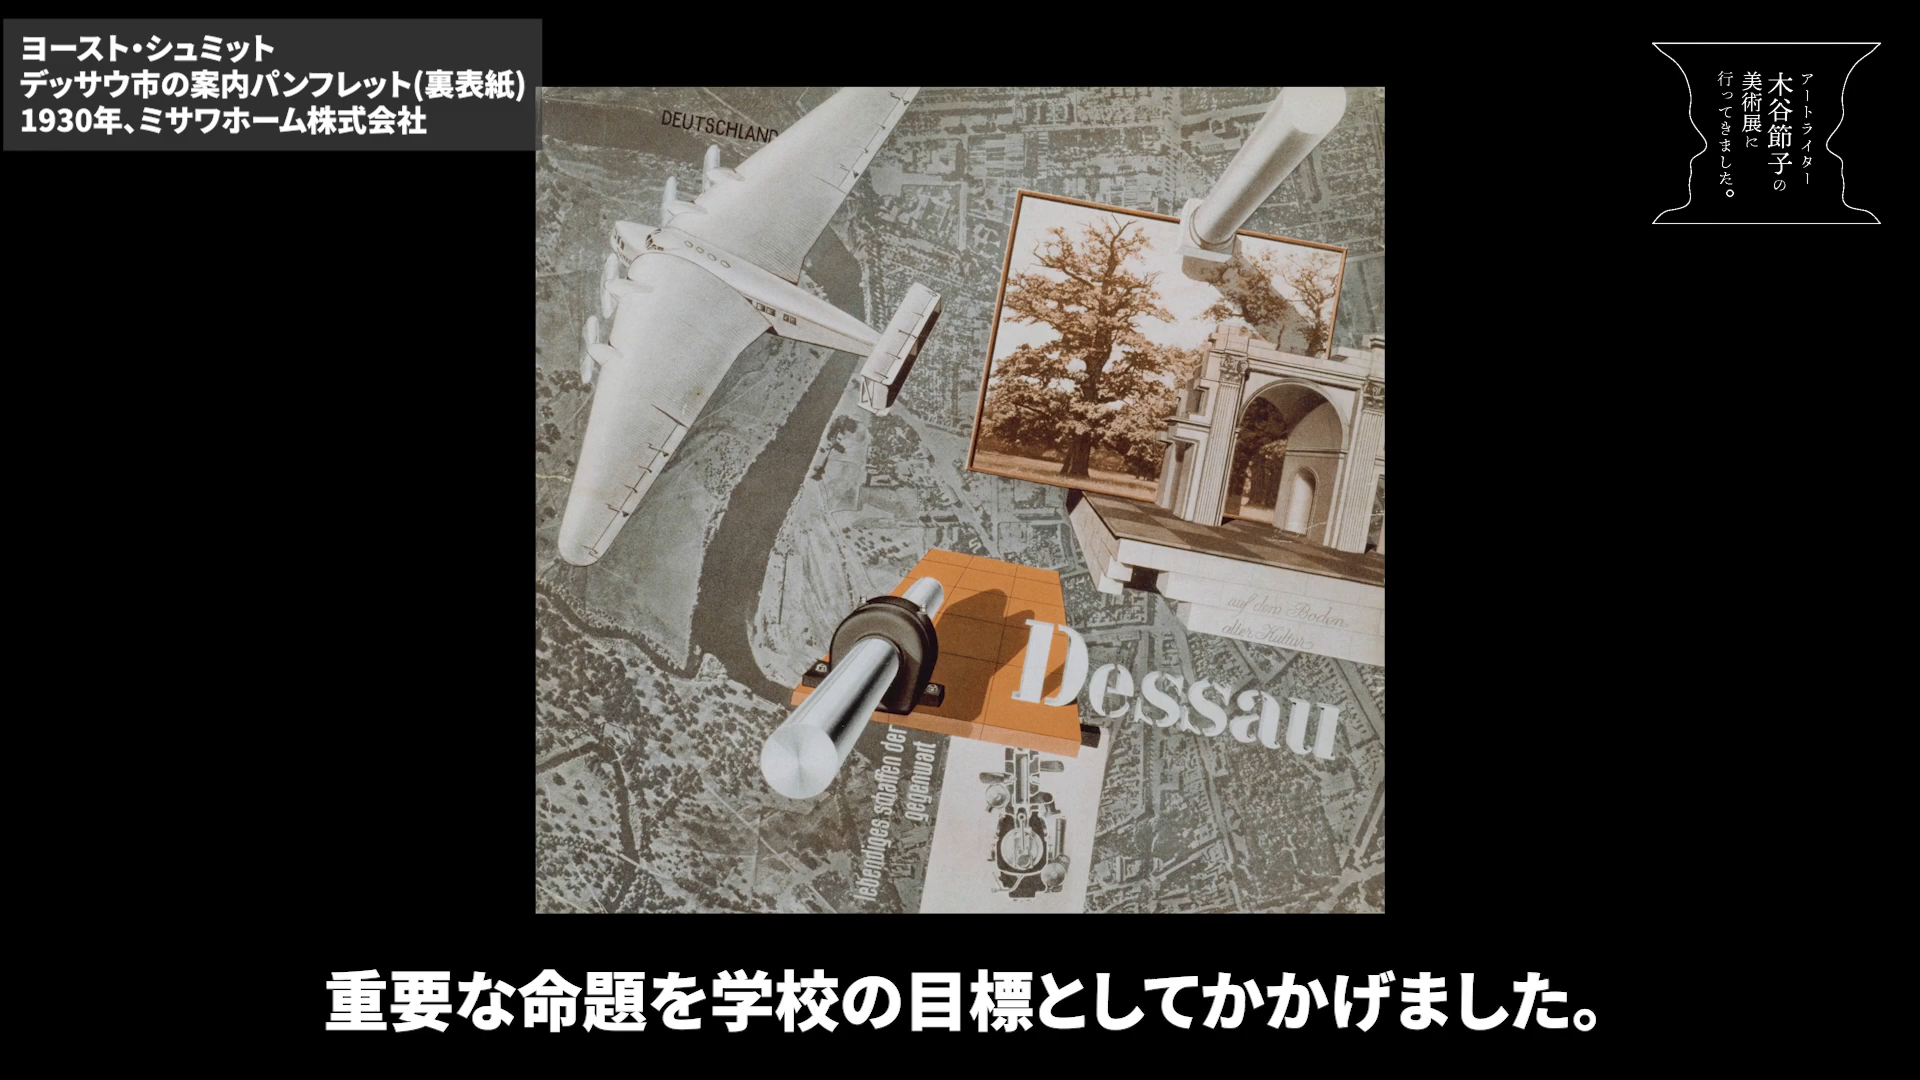 ヨースト・シュミット
デッサウ市の案内パンフレット(裏表紙)
1930年、ミサワホーム株式会社
アートライター
木谷節子の
美術展に
行ってきました。
DEUTSCHLAND
auf dem Boden
alter Kultur
Dessau
lebendiges schaffen der
gegenwart
重要な命題を学校の目標としてかかげました。